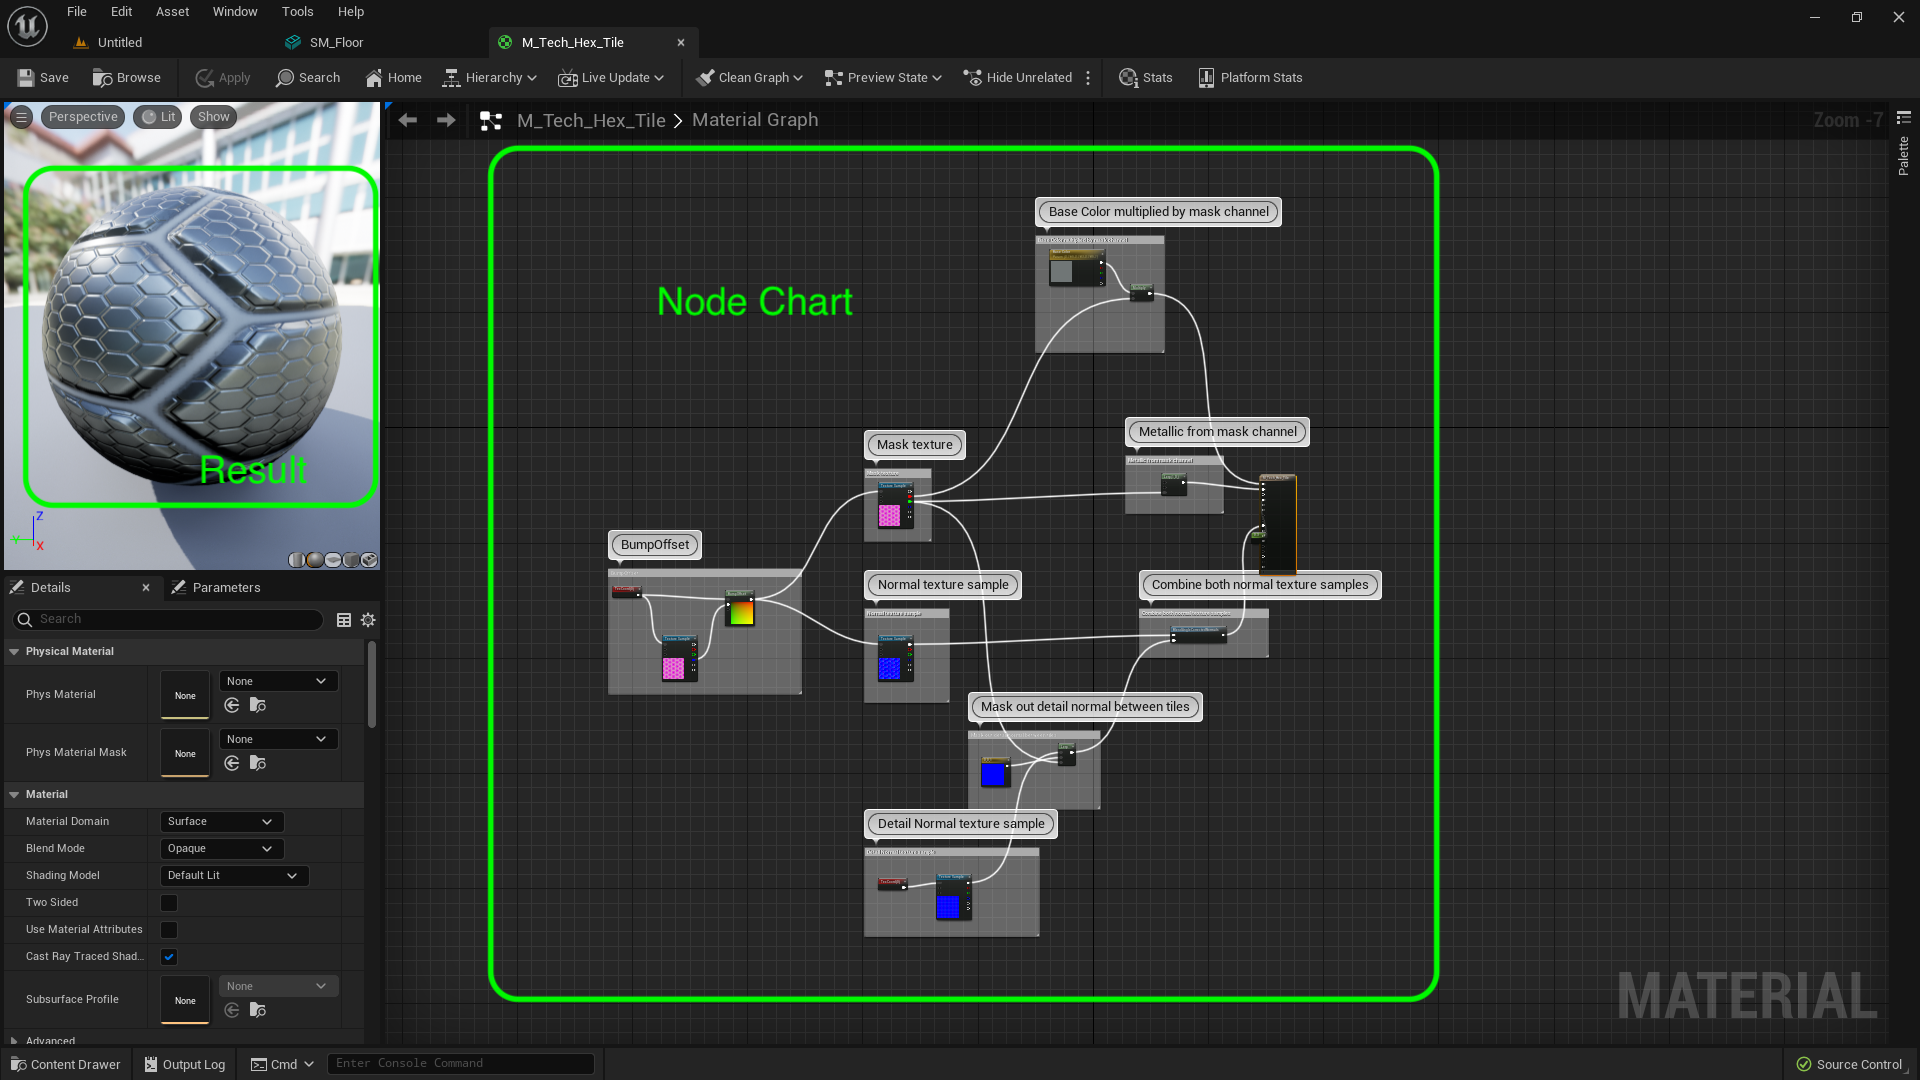 File Edit Asset Window Tools Help
Untitled SM_Floor M_Tech_Hex_Tile
Save Browse Apply Search Home Hierarchy Live Update Clean Graph Preview State Hide Unrelated Stats Platform Stats
Perspective Lit Show
M_Tech_Hex_Tile > Material Graph
Zoom -7
Palette
Base Color multiplied by mask channel
Node Chart
Metallic from mask channel
Mask texture
Result
Z
Y
X
BumpOffset
Normal texture sample
Combine both normal texture samples
Mask out detail normal between tiles
Detail Normal texture sample
Details Parameters
Search
Physical Material
Phys Material None None
Phys Material Mask None None
Material
Material Domain Surface
Blend Mode Opaque
Shading Model Default Lit
Two Sided
Use Material Attributes
Cast Ray Traced Shad...
Subsurface Profile None None
Advanced
MATERIAL
Content Drawer Output Log Cmd Enter Console Command Source Control